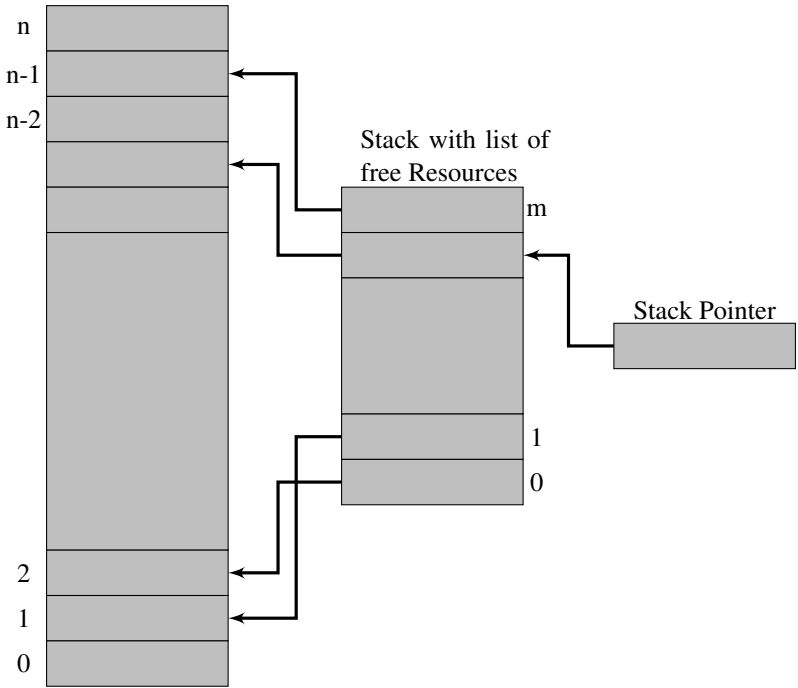 n
n-1
n-2
2
1
0
Stack with list of
free Resources
m
1
0
Stack Pointer